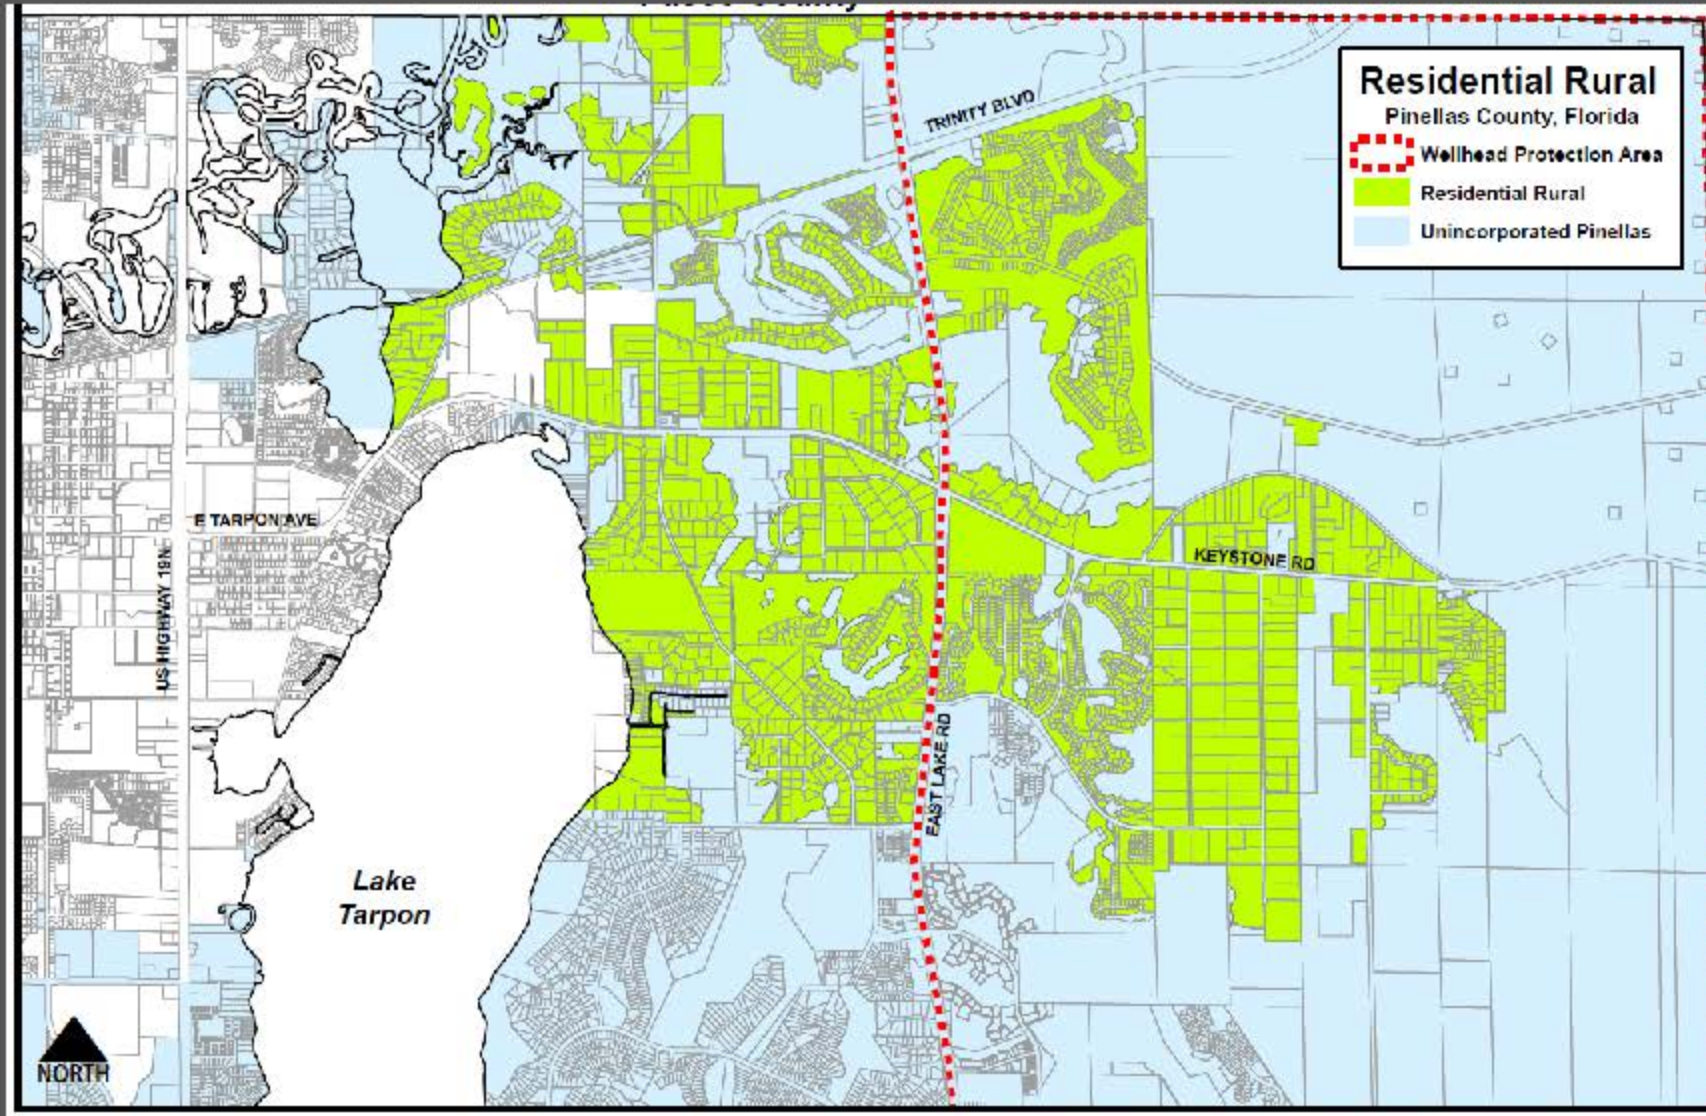 Residential Rural
Pinellas County, Florida
Wellhead Protection Area
Residential Rural
Unincorporated Pinellas
TRINITY BLVD
E TARPON AVE
US HIGHWAY 19N
KEYSTONE RD
EAST LAKE RD
Lake
Tarpon
NORTH